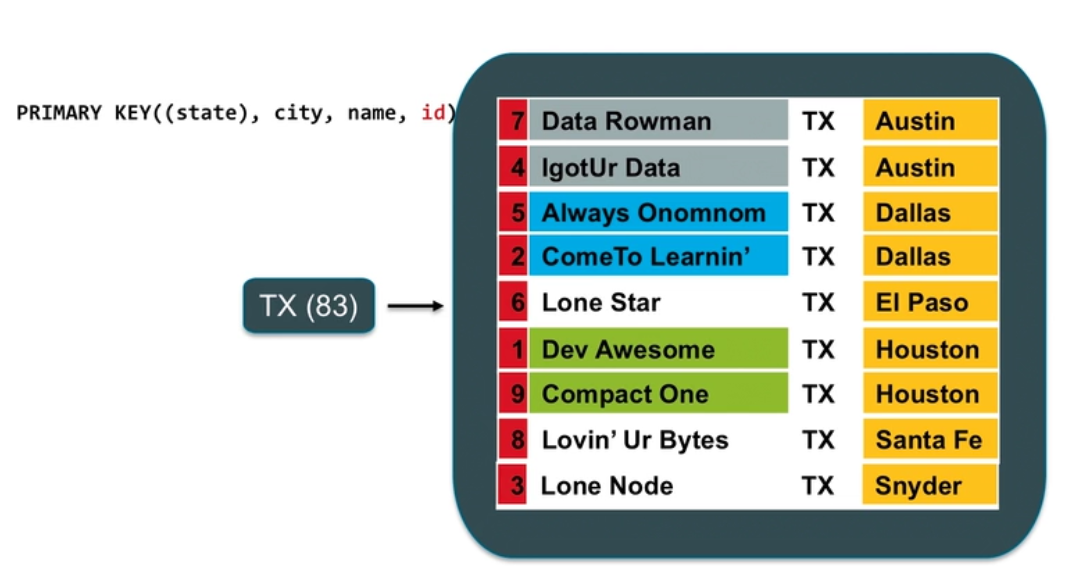 PRIMARY KEY((state), city, name, id)
7 Data Rowman TX Austin
4 IgotUr Data TX Austin
5 Always Onomnom TX Dallas
2 ComeTo Learnin’ TX Dallas
TX (83)
6 Lone Star TX El Paso
1 Dev Awesome TX Houston
9 Compact One TX Houston
8 Lovin’ Ur Bytes TX Santa Fe
3 Lone Node TX Snyder